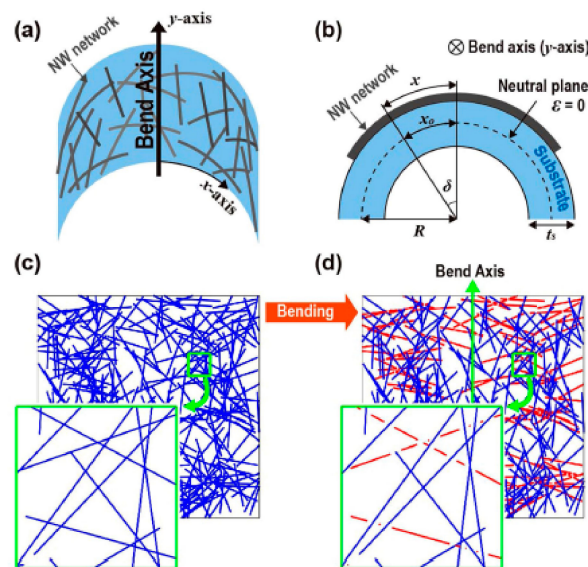 (a)
y-axis
NW network
Bend Axis
x-axis
(b)
⊗ Bend axis (y-axis)
NW network
x
Neutral plane
ε = 0
x₀
δ
Substrate
R
tₛ
(c)
Bending
(d)
Bend Axis